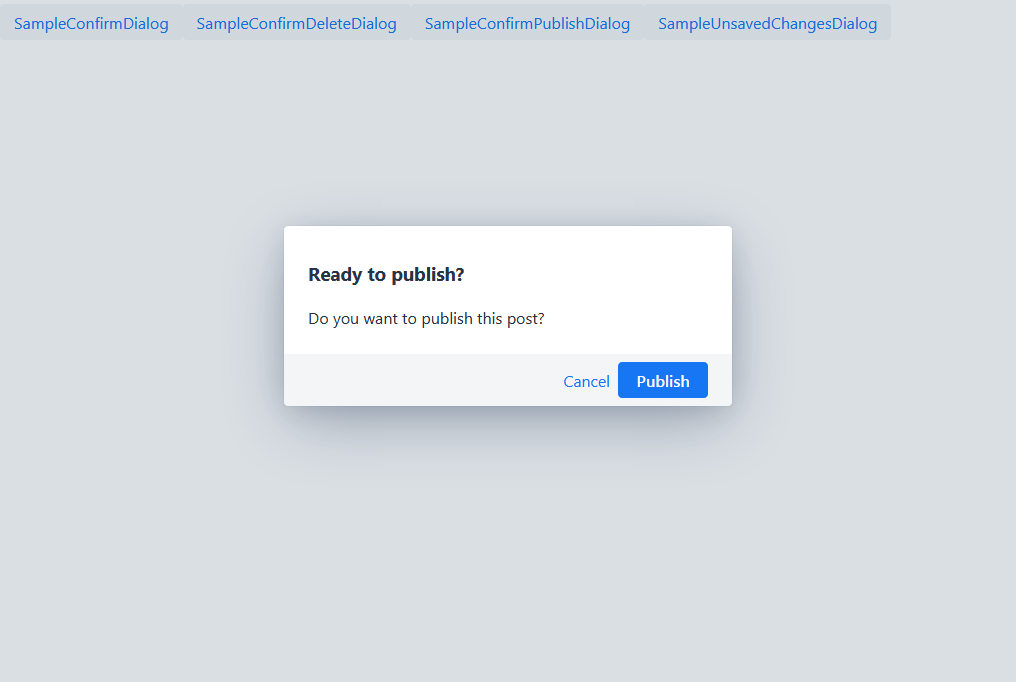 SampleConfirmDialog SampleConfirmDeleteDialog SampleConfirmPublishDialog SampleUnsavedChangesDialog
Ready to publish?
Do you want to publish this post?
Cancel Publish